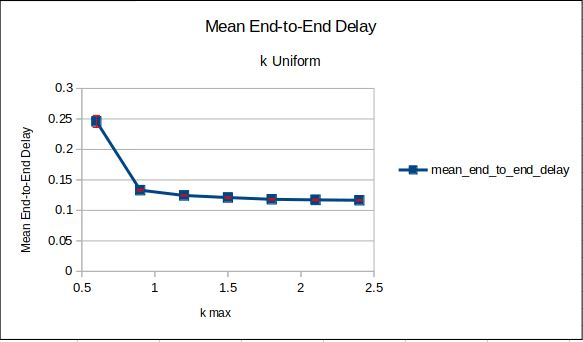 Mean End-to-End Delay
k Uniform
Mean End-to-End Delay
0.3
0.25
0.2
0.15
0.1
0.05
0
0.5
1
1.5
2
2.5
k max
mean_end_to_end_delay